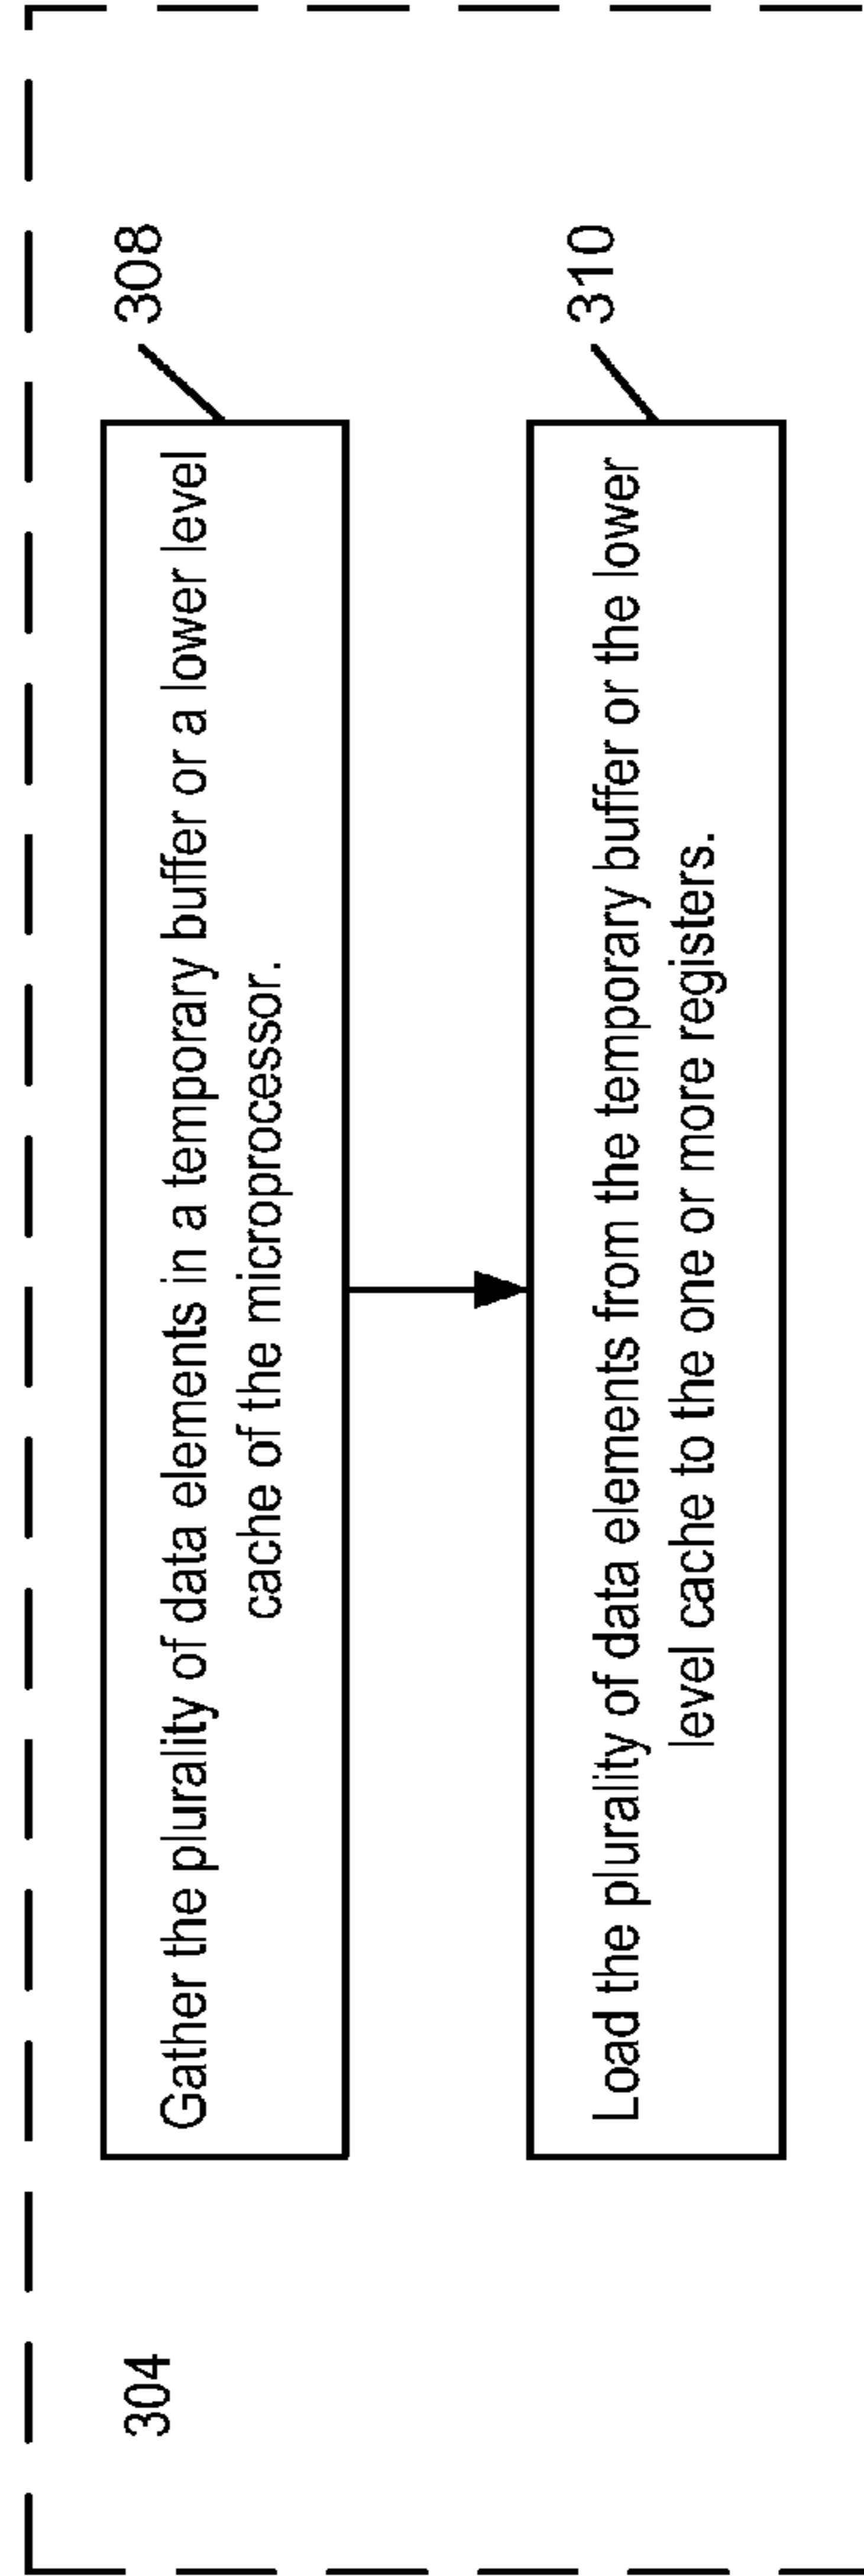 304
308
Gather the plurality of data elements in a temporary buffer or a lower level
cache of the microprocessor.
310
Load the plurality of data elements from the temporary buffer or the lower
level cache to the one or more registers.